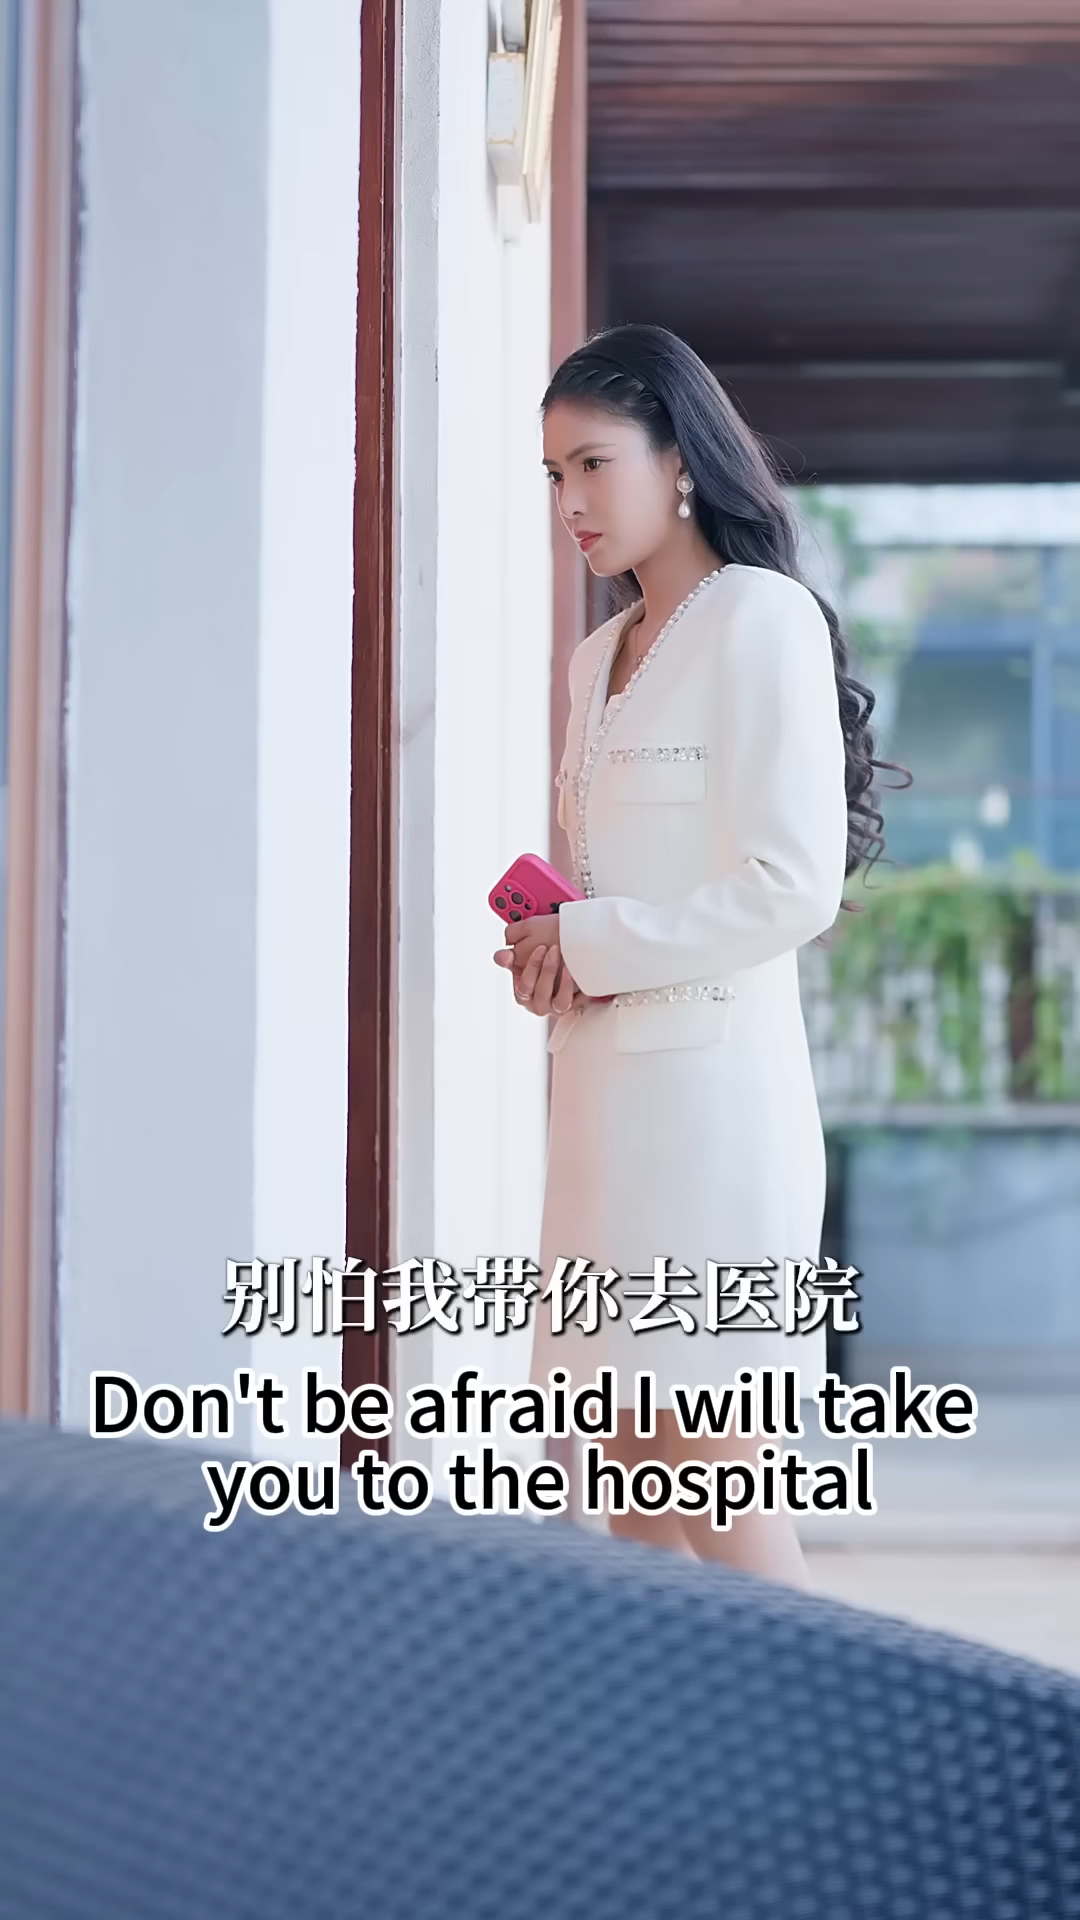 别怕我带你去医院
Don't be afraid I will take
you to the hospital